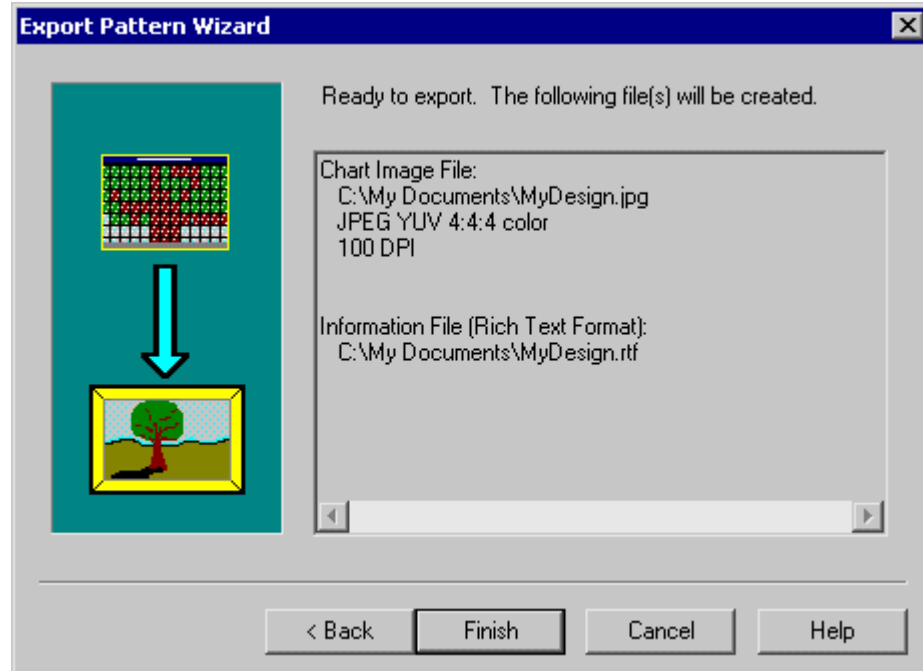 Export Pattern Wizard
Ready to export.  The following file(s) will be created.
Chart Image File:
C:\My Documents\MyDesign.jpg
JPEG YUV 4:4:4 color
100 DPI
Information File (Rich Text Format):
C:\My Documents\MyDesign.rtf
< Back
Finish
Cancel
Help